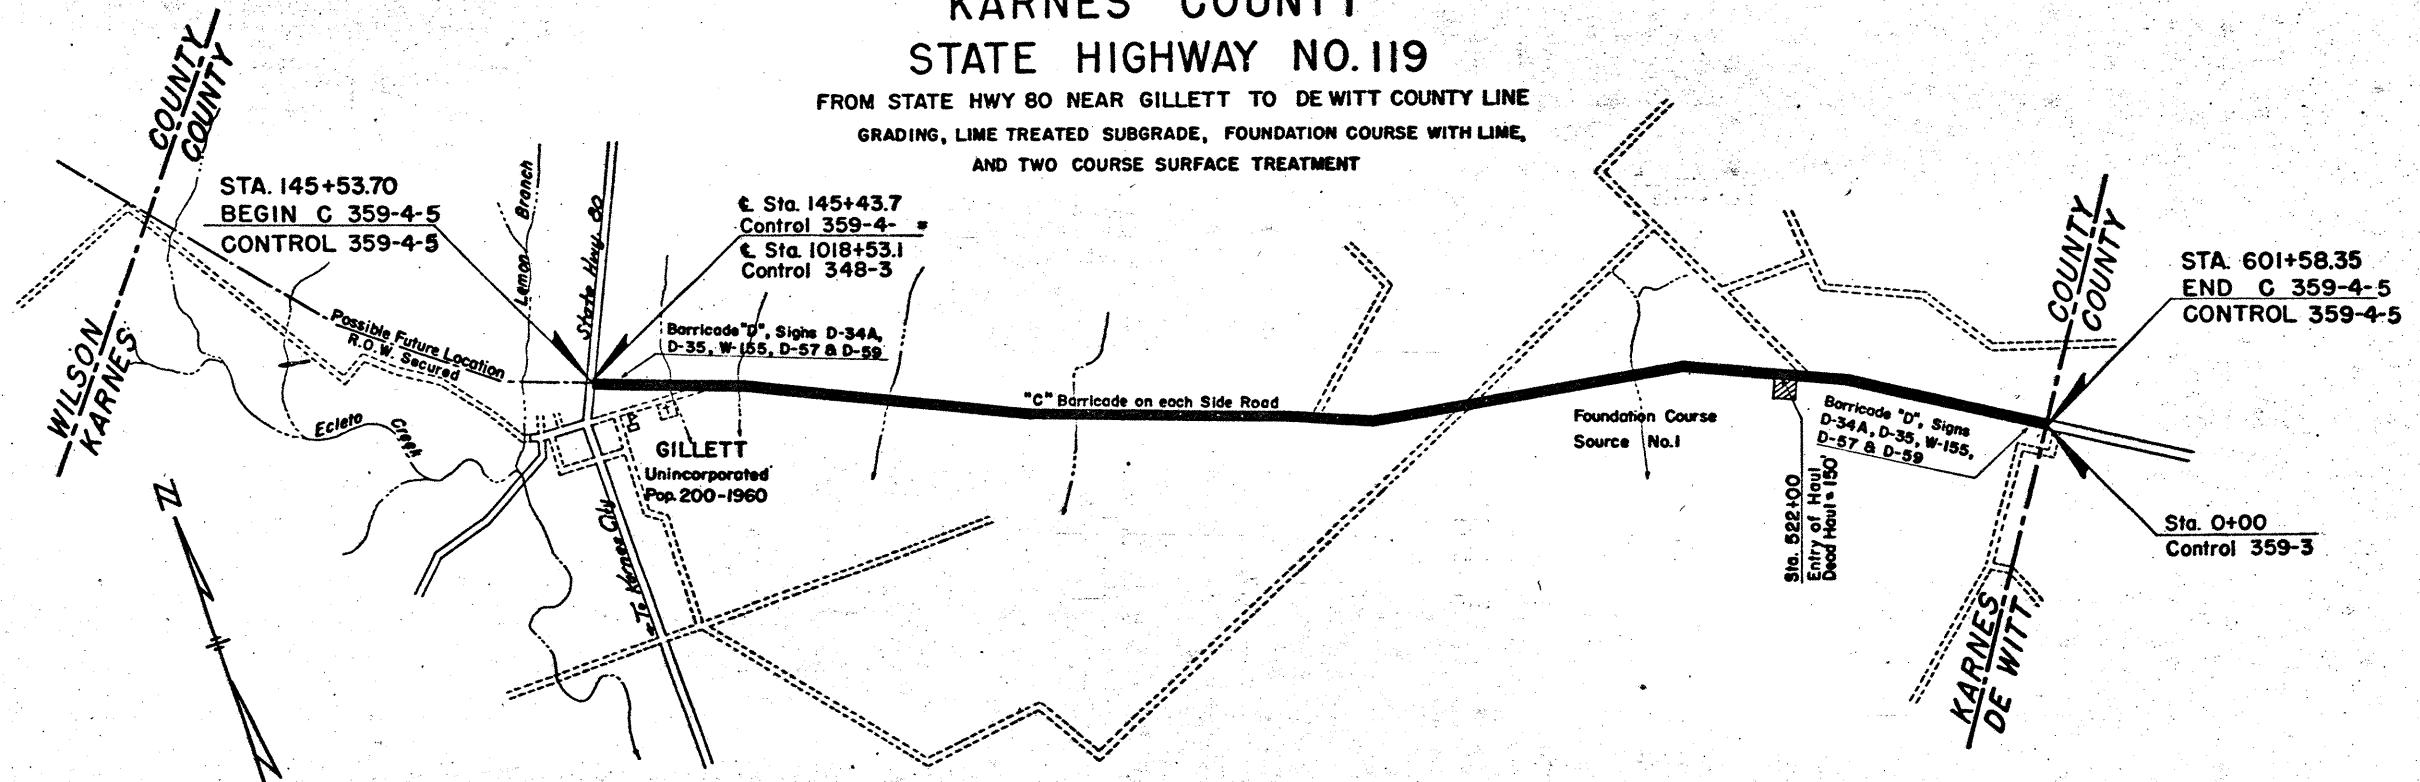 KARNES COUNTY
STATE HIGHWAY NO. 119
FROM STATE HWY 80 NEAR GILLETT TO DE WITT COUNTY LINE
GRADING, LIME TREATED SUBGRADE, FOUNDATION COURSE WITH LIME,
AND TWO COURSE SURFACE TREATMENT
WILSON COUNTY
KARNES COUNTY
STA. 145+53.70
BEGIN C 359-4-5
CONTROL 359-4-5
Lemon Branch
State Hwy. 80
℄ Sta. 145+43.7
Control 359-4- =
℄ Sta. 1018+53.1
Control 348-3
Possible Future Location
R.O.W. Secured
Barricade "D", Signs D-34A,
D-35, W-155, D-57 & D-59
Ecleto Creek
GILLETT
Unincorporated
Pop. 200-1960
To Karnes City
"C" Barricade on each Side Road
Foundation Course
Source No. 1
Sta. 522+00
Entry of Haul
Dead Haul = 150'
Barricade "D", Signs
D-34A, D-35, W-155,
D-57 & D-59
KARNES COUNTY
DE WITT COUNTY
STA. 601+58.35
END C 359-4-5
CONTROL 359-4-5
Sta. 0+00
Control 359-3